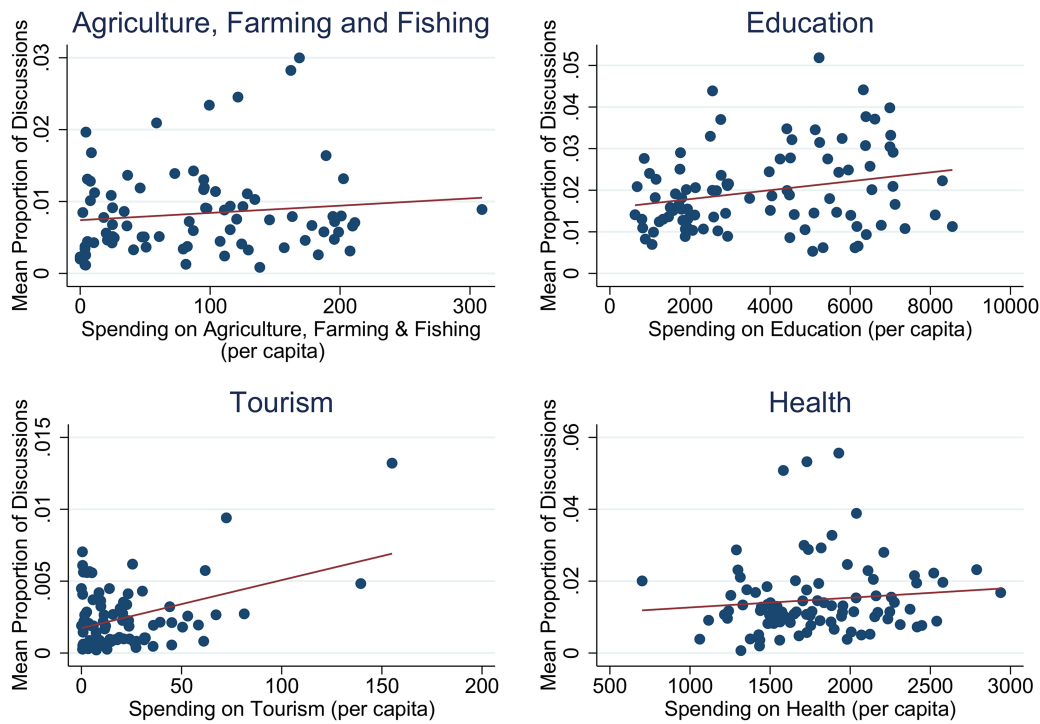 Agriculture, Farming and Fishing
Mean Proportion of Discussions
.03
.02
.01
0
0 100 200 300
Spending on Agriculture, Farming & Fishing
(per capita)
Education
Mean Proportion of Discussions
.05
.04
.03
.02
.01
0
0 2000 4000 6000 8000 10000
Spending on Education (per capita)
Tourism
Mean Proportion of Discussions
.015
.01
.005
0
0 50 100 150 200
Spending on Tourism (per capita)
Health
Mean Proportion of Discussions
.06
.04
.02
0
500 1000 1500 2000 2500 3000
Spending on Health (per capita)